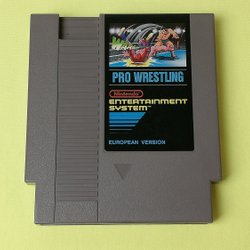 PRO WRESTLING
Nintendo
ENTERTAINMENT
SYSTEM
EUROPEAN VERSION